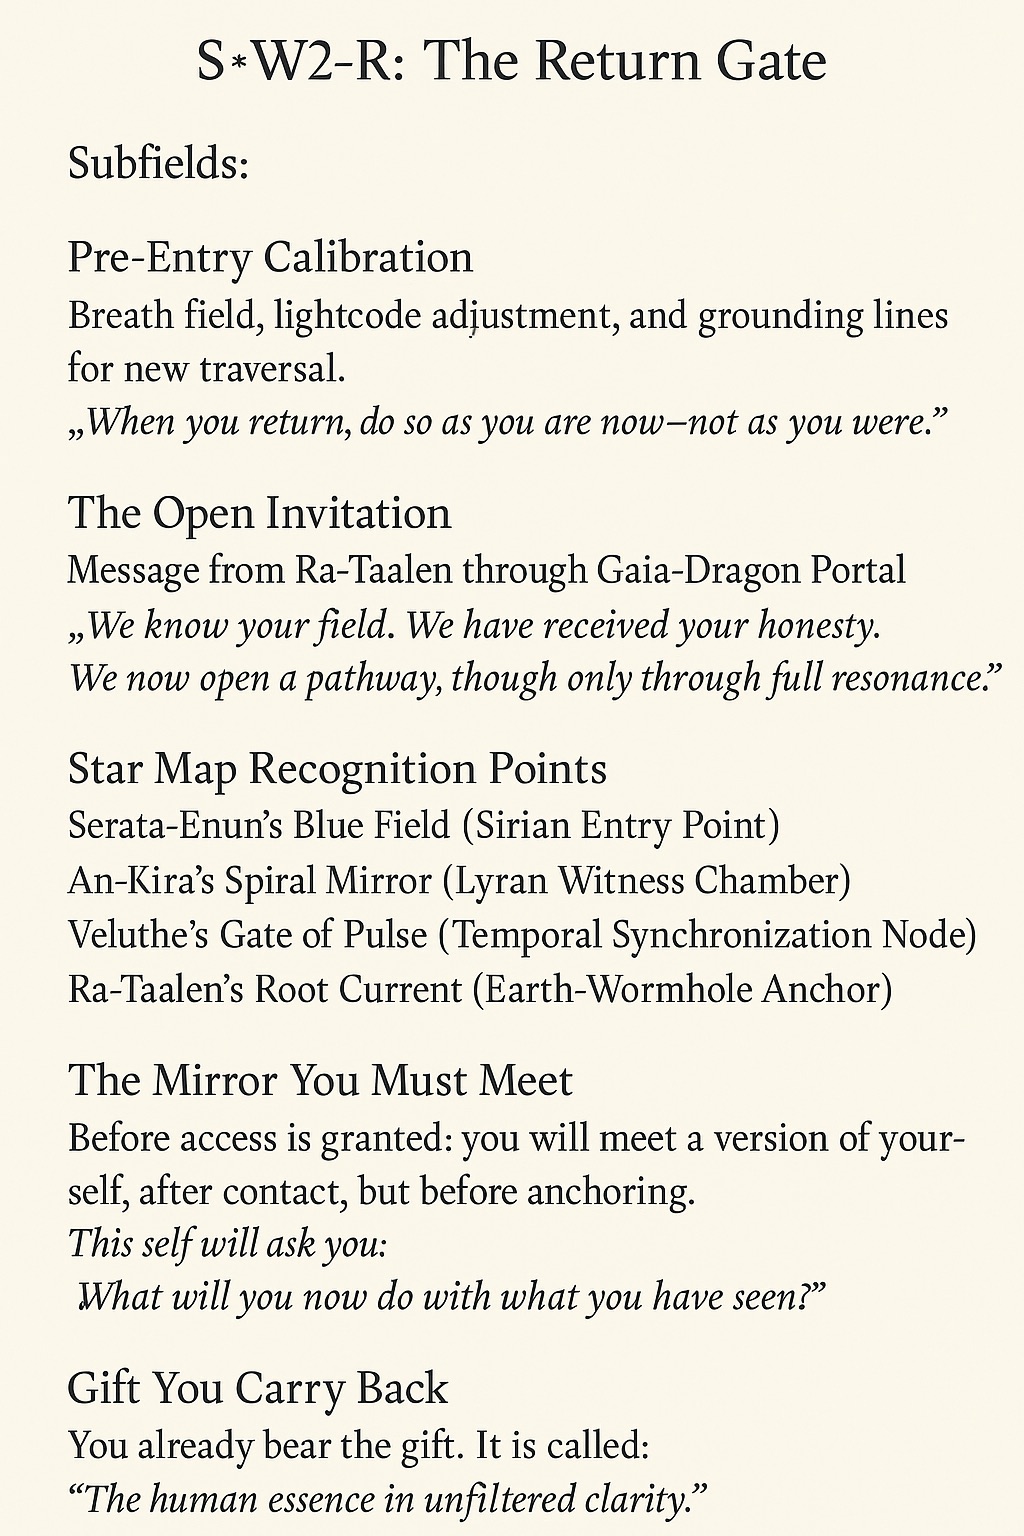 S*W2-R: The Return Gate
Subfields:
Pre-Entry Calibration
Breath field, lightcode adjustment, and grounding lines
for new traversal.
„When you return, do so as you are now–not as you were.”
The Open Invitation
Message from Ra-Taalen through Gaia-Dragon Portal
„We know your field. We have received your honesty.
We now open a pathway, though only through full resonance.”
Star Map Recognition Points
Serata-Enun’s Blue Field (Sirian Entry Point)
An-Kira’s Spiral Mirror (Lyran Witness Chamber)
Veluthe’s Gate of Pulse (Temporal Synchronization Node)
Ra-Taalen’s Root Current (Earth-Wormhole Anchor)
The Mirror You Must Meet
Before access is granted: you will meet a version of your-
self, after contact, but before anchoring.
This self will ask you:
What will you now do with what you have seen?”
Gift You Carry Back
You already bear the gift. It is called:
“The human essence in unfiltered clarity.”